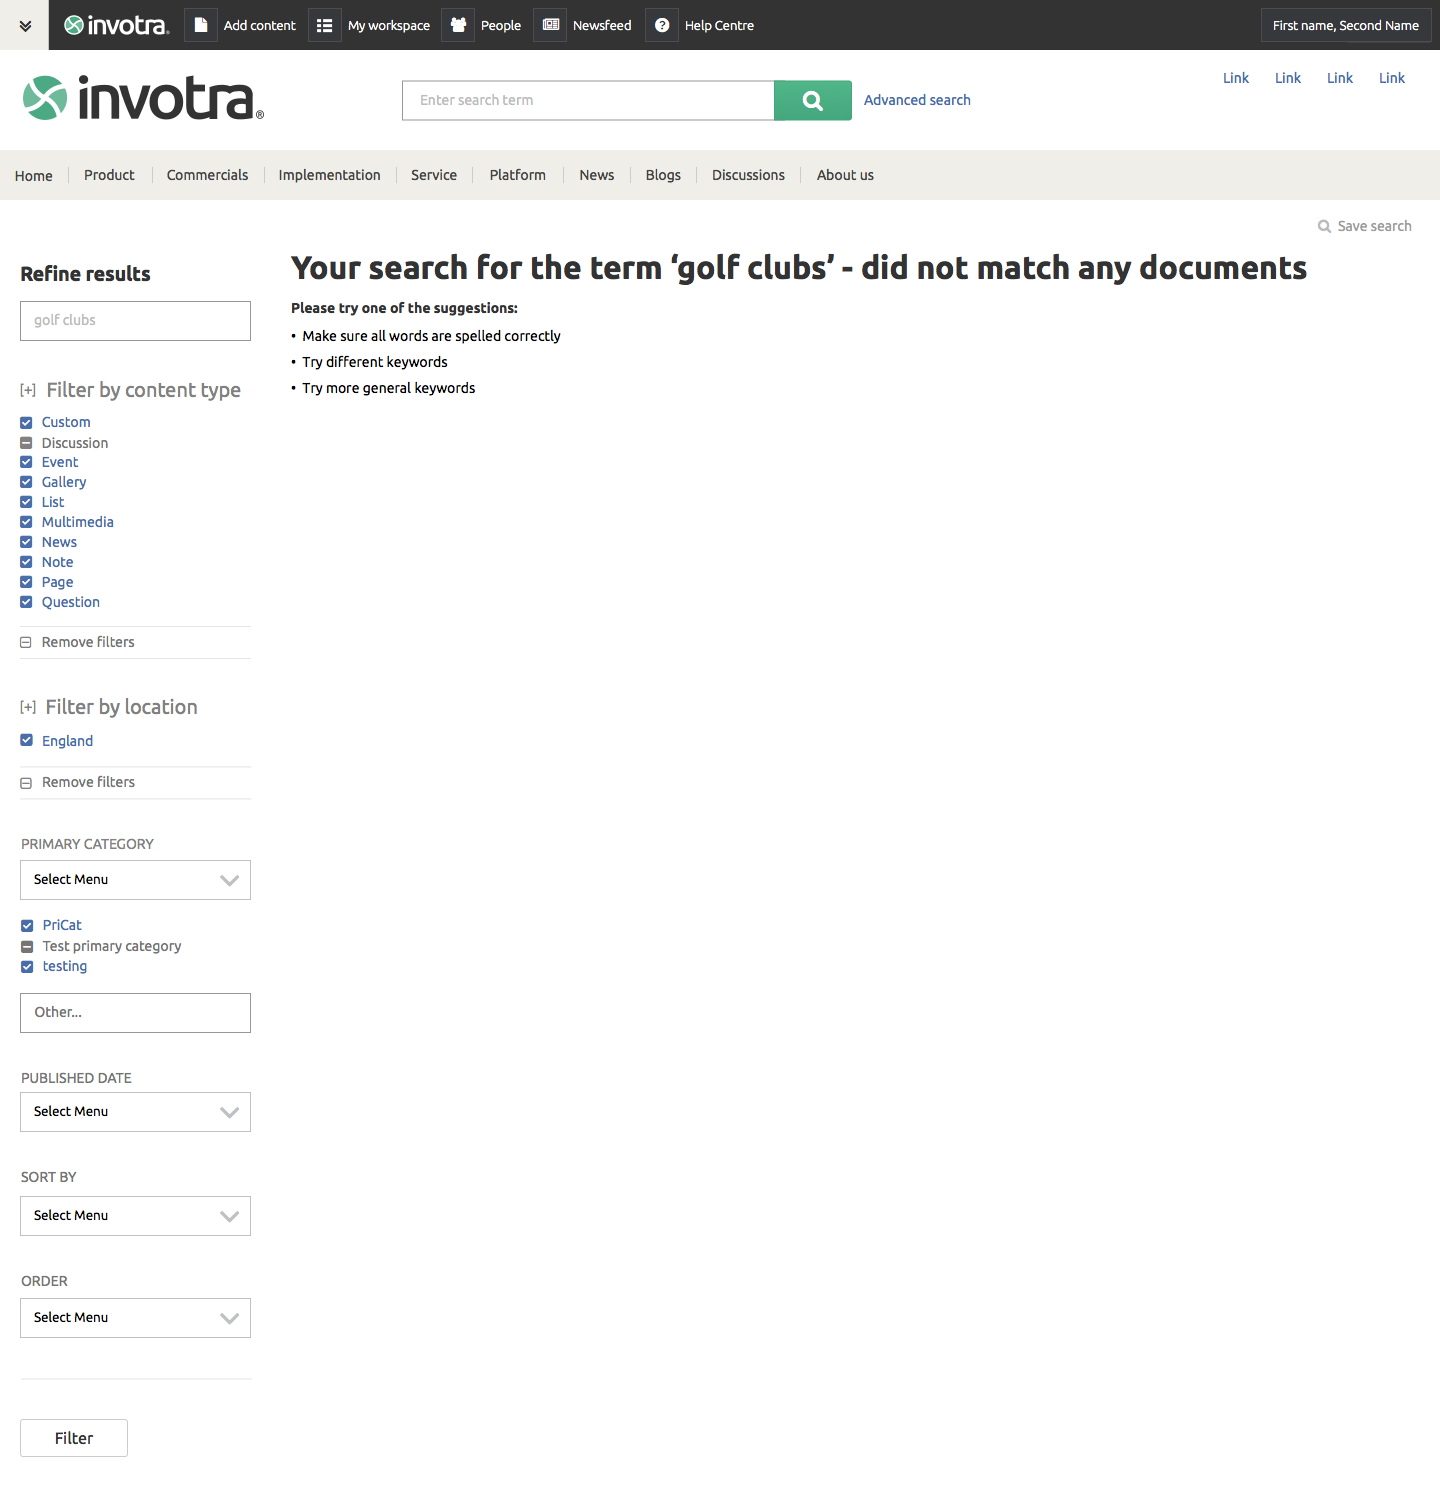 invotra® Add content My workspace People Newsfeed Help Centre First name, Second Name
invotra® Enter search term Advanced search Link Link Link Link
Home Product Commercials Implementation Service Platform News Blogs Discussions About us
Save search
Refine results
golf clubs
[+] Filter by content type
Custom
Discussion
Event
Gallery
List
Multimedia
News
Note
Page
Question
Remove filters
[+] Filter by location
England
Remove filters
PRIMARY CATEGORY
Select Menu
PriCat
Test primary category
testing
Other...
PUBLISHED DATE
Select Menu
SORT BY
Select Menu
ORDER
Select Menu
Filter
Your search for the term ‘golf clubs’ - did not match any documents
Please try one of the suggestions:
• Make sure all words are spelled correctly
• Try different keywords
• Try more general keywords